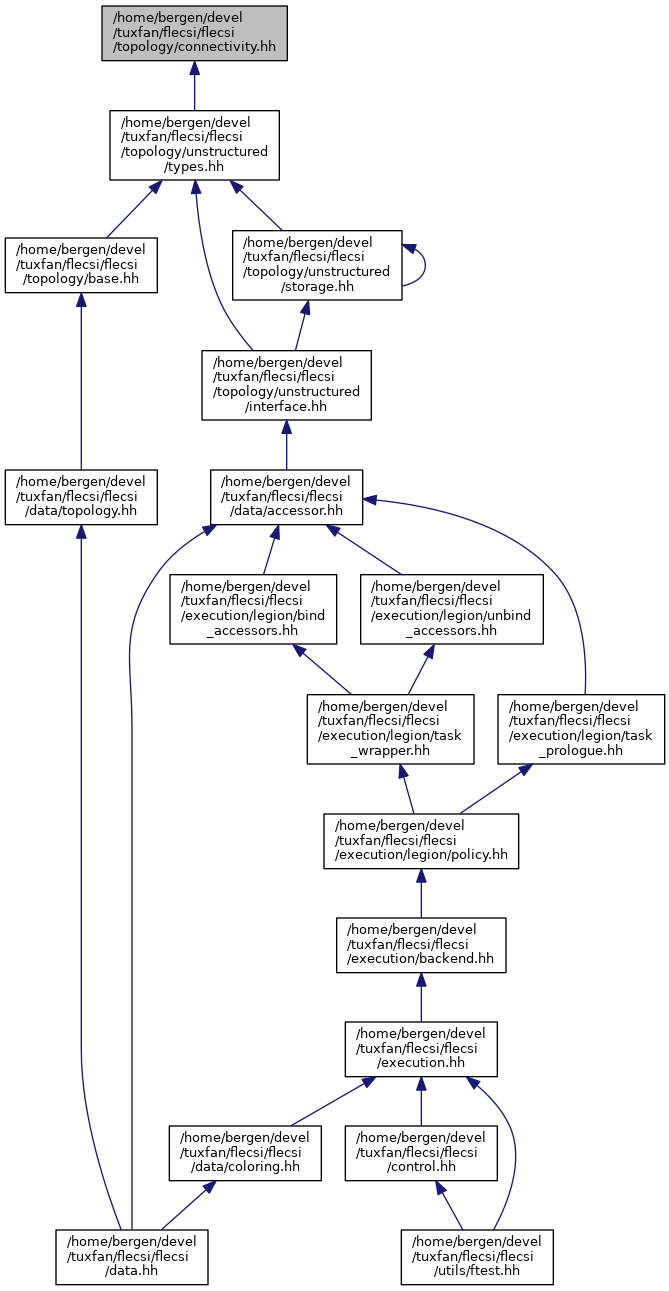 /home/bergen/devel
/tuxfan/flecsi/flecsi
/topology/connectivity.hh
/home/bergen/devel
/tuxfan/flecsi/flecsi
/topology/unstructured
/types.hh
/home/bergen/devel
/tuxfan/flecsi/flecsi
/topology/base.hh
/home/bergen/devel
/tuxfan/flecsi/flecsi
/topology/unstructured
/storage.hh
/home/bergen/devel
/tuxfan/flecsi/flecsi
/topology/unstructured
/interface.hh
/home/bergen/devel
/tuxfan/flecsi/flecsi
/data/topology.hh
/home/bergen/devel
/tuxfan/flecsi/flecsi
/data/accessor.hh
/home/bergen/devel
/tuxfan/flecsi/flecsi
/execution/legion/bind
_accessors.hh
/home/bergen/devel
/tuxfan/flecsi/flecsi
/execution/legion/unbind
_accessors.hh
/home/bergen/devel
/tuxfan/flecsi/flecsi
/execution/legion/task
_wrapper.hh
/home/bergen/devel
/tuxfan/flecsi/flecsi
/execution/legion/task
_prologue.hh
/home/bergen/devel
/tuxfan/flecsi/flecsi
/execution/legion/policy.hh
/home/bergen/devel
/tuxfan/flecsi/flecsi
/execution/backend.hh
/home/bergen/devel
/tuxfan/flecsi/flecsi
/execution.hh
/home/bergen/devel
/tuxfan/flecsi/flecsi
/data/coloring.hh
/home/bergen/devel
/tuxfan/flecsi/flecsi
/control.hh
/home/bergen/devel
/tuxfan/flecsi/flecsi
/data.hh
/home/bergen/devel
/tuxfan/flecsi/flecsi
/utils/ftest.hh